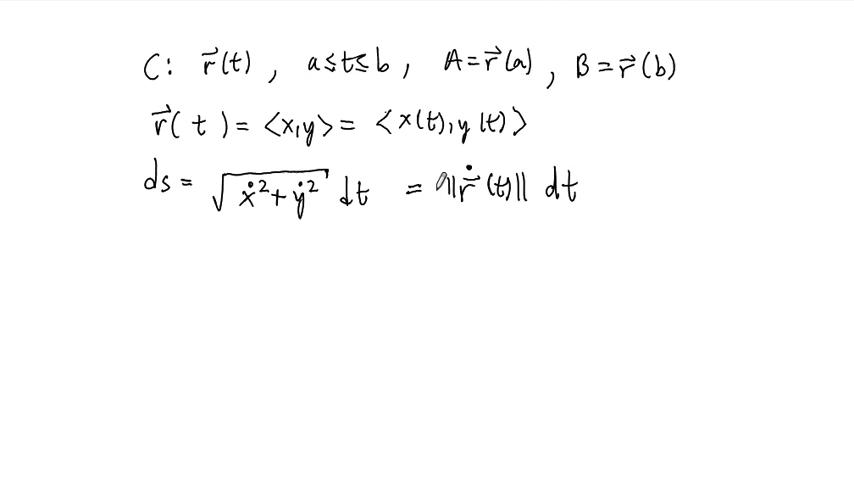 C: r⃗(t), a≤t≤b, A=r⃗(a), B=r⃗(b)
r⃗(t)=⟨x,y⟩=⟨x(t),y(t)⟩
ds=√(ẋ²+ẏ²) dt = ‖ṙ⃗(t)‖ dt